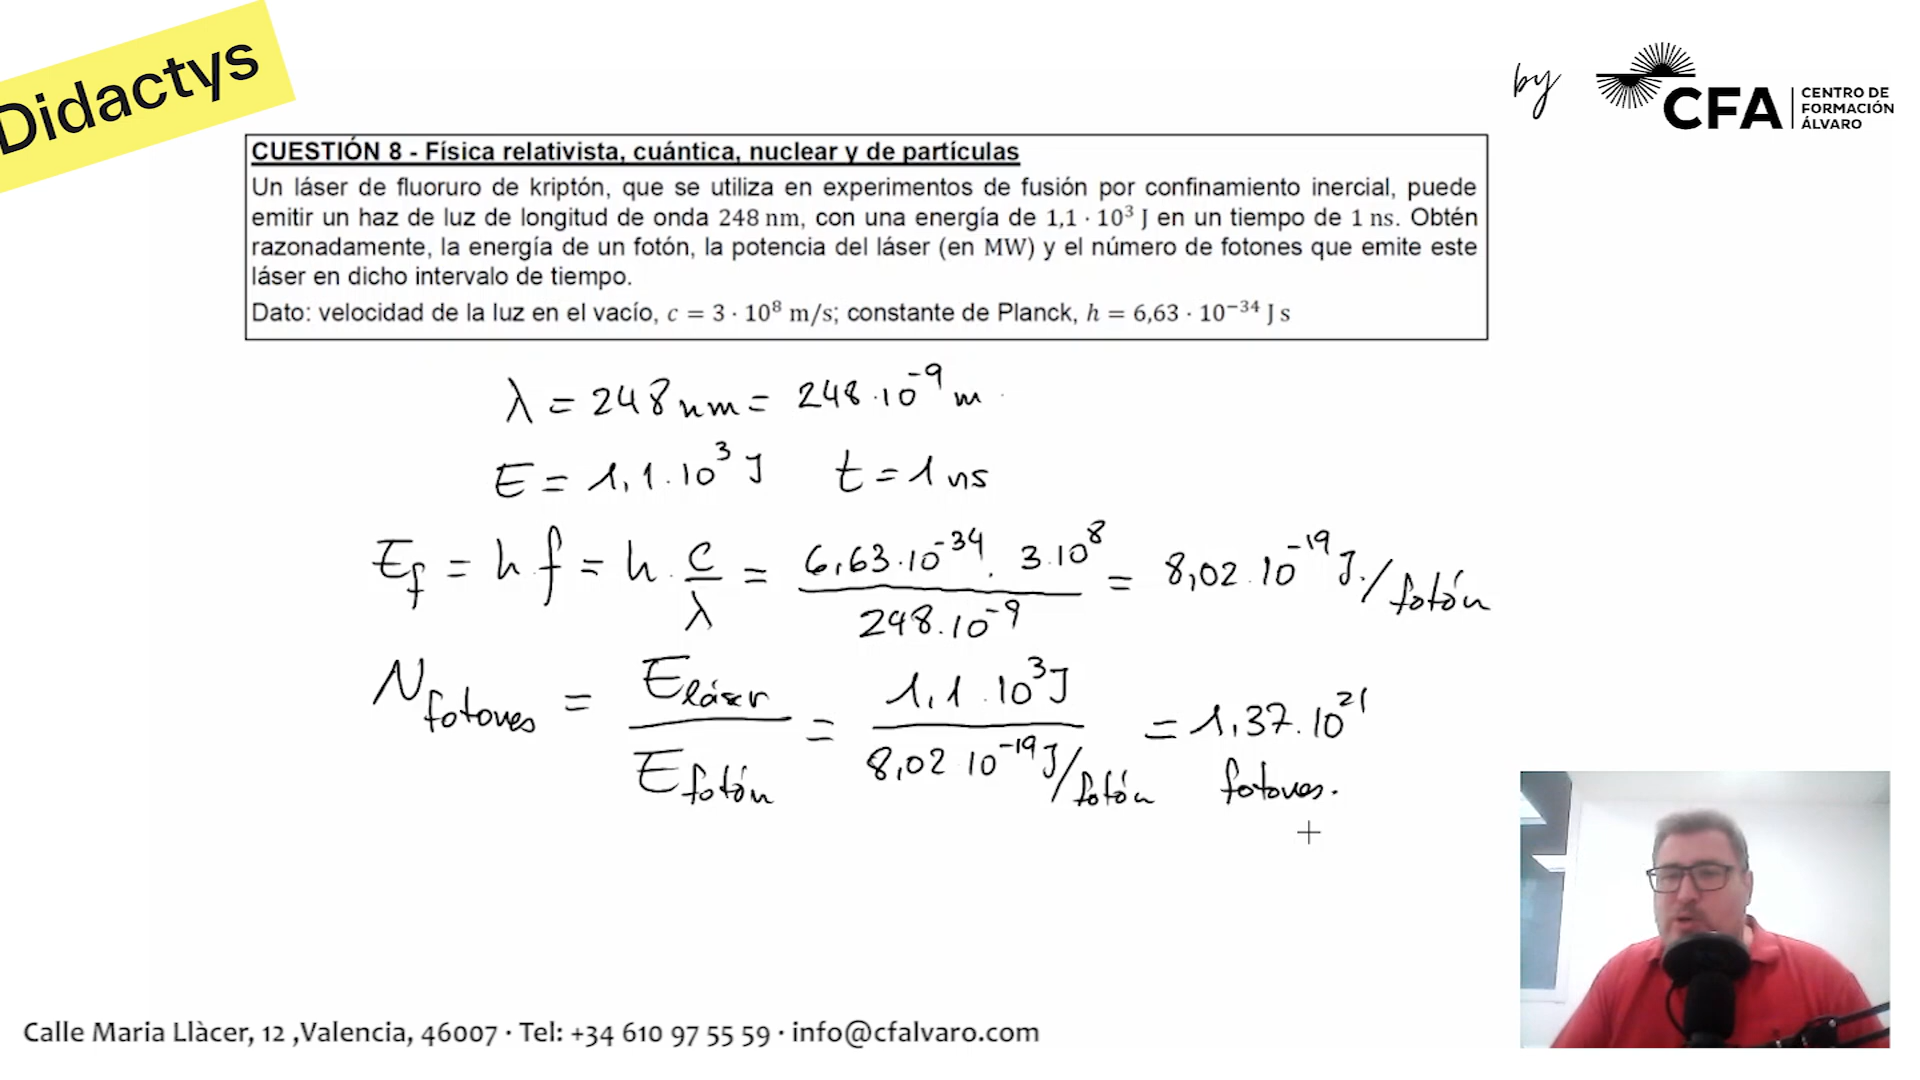 Didactys
by
CFA
CENTRO DE
FORMACIÓN
ÁLVARO
CUESTIÓN 8 - Física relativista, cuántica, nuclear y de partículas
Un láser de fluoruro de kriptón, que se utiliza en experimentos de fusión por confinamiento inercial, puede
emitir un haz de luz de longitud de onda 248 nm, con una energía de 1,1 · 10³ J en un tiempo de 1 ns. Obtén
razonadamente, la energía de un fotón, la potencia del láser (en MW) y el número de fotones que emite este
láser en dicho intervalo de tiempo.
Dato: velocidad de la luz en el vacío, c = 3 · 10⁸ m/s; constante de Planck, h = 6,63 · 10⁻³⁴ J s
λ = 248 nm = 248·10⁻⁹ m
E = 1,1·10³ J t = 1 ns
E_f = h f = h · c/λ = 6,63·10⁻³⁴ · 3·10⁸ / 248·10⁻⁹ = 8,02·10⁻¹⁹ J/fotón
N fotones = E láser / E fotón = 1,1·10³ J / 8,02 10⁻¹⁹ J/fotón = 1,37·10²¹
fotones.
Calle Maria Llàcer, 12 ,Valencia, 46007 · Tel: +34 610 97 55 59 · info@cfalvaro.com